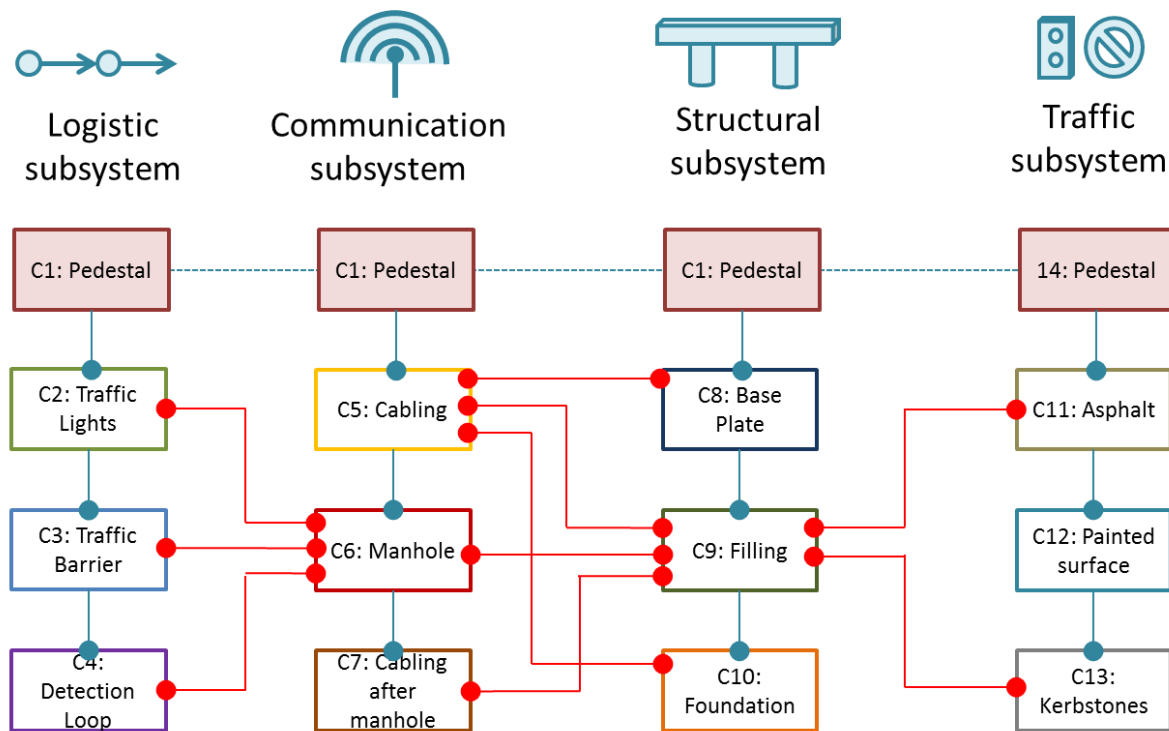 Logistic
subsystem
Communication
subsystem
Structural
subsystem
Traffic
subsystem
C1: Pedestal
C1: Pedestal
C1: Pedestal
14: Pedestal
C2: Traffic
Lights
C5: Cabling
C8: Base
Plate
C11: Asphalt
C3: Traffic
Barrier
C6: Manhole
C9: Filling
C12: Painted
surface
C4:
Detection
Loop
C7: Cabling
after
manhole
C10:
Foundation
C13:
Kerbstones